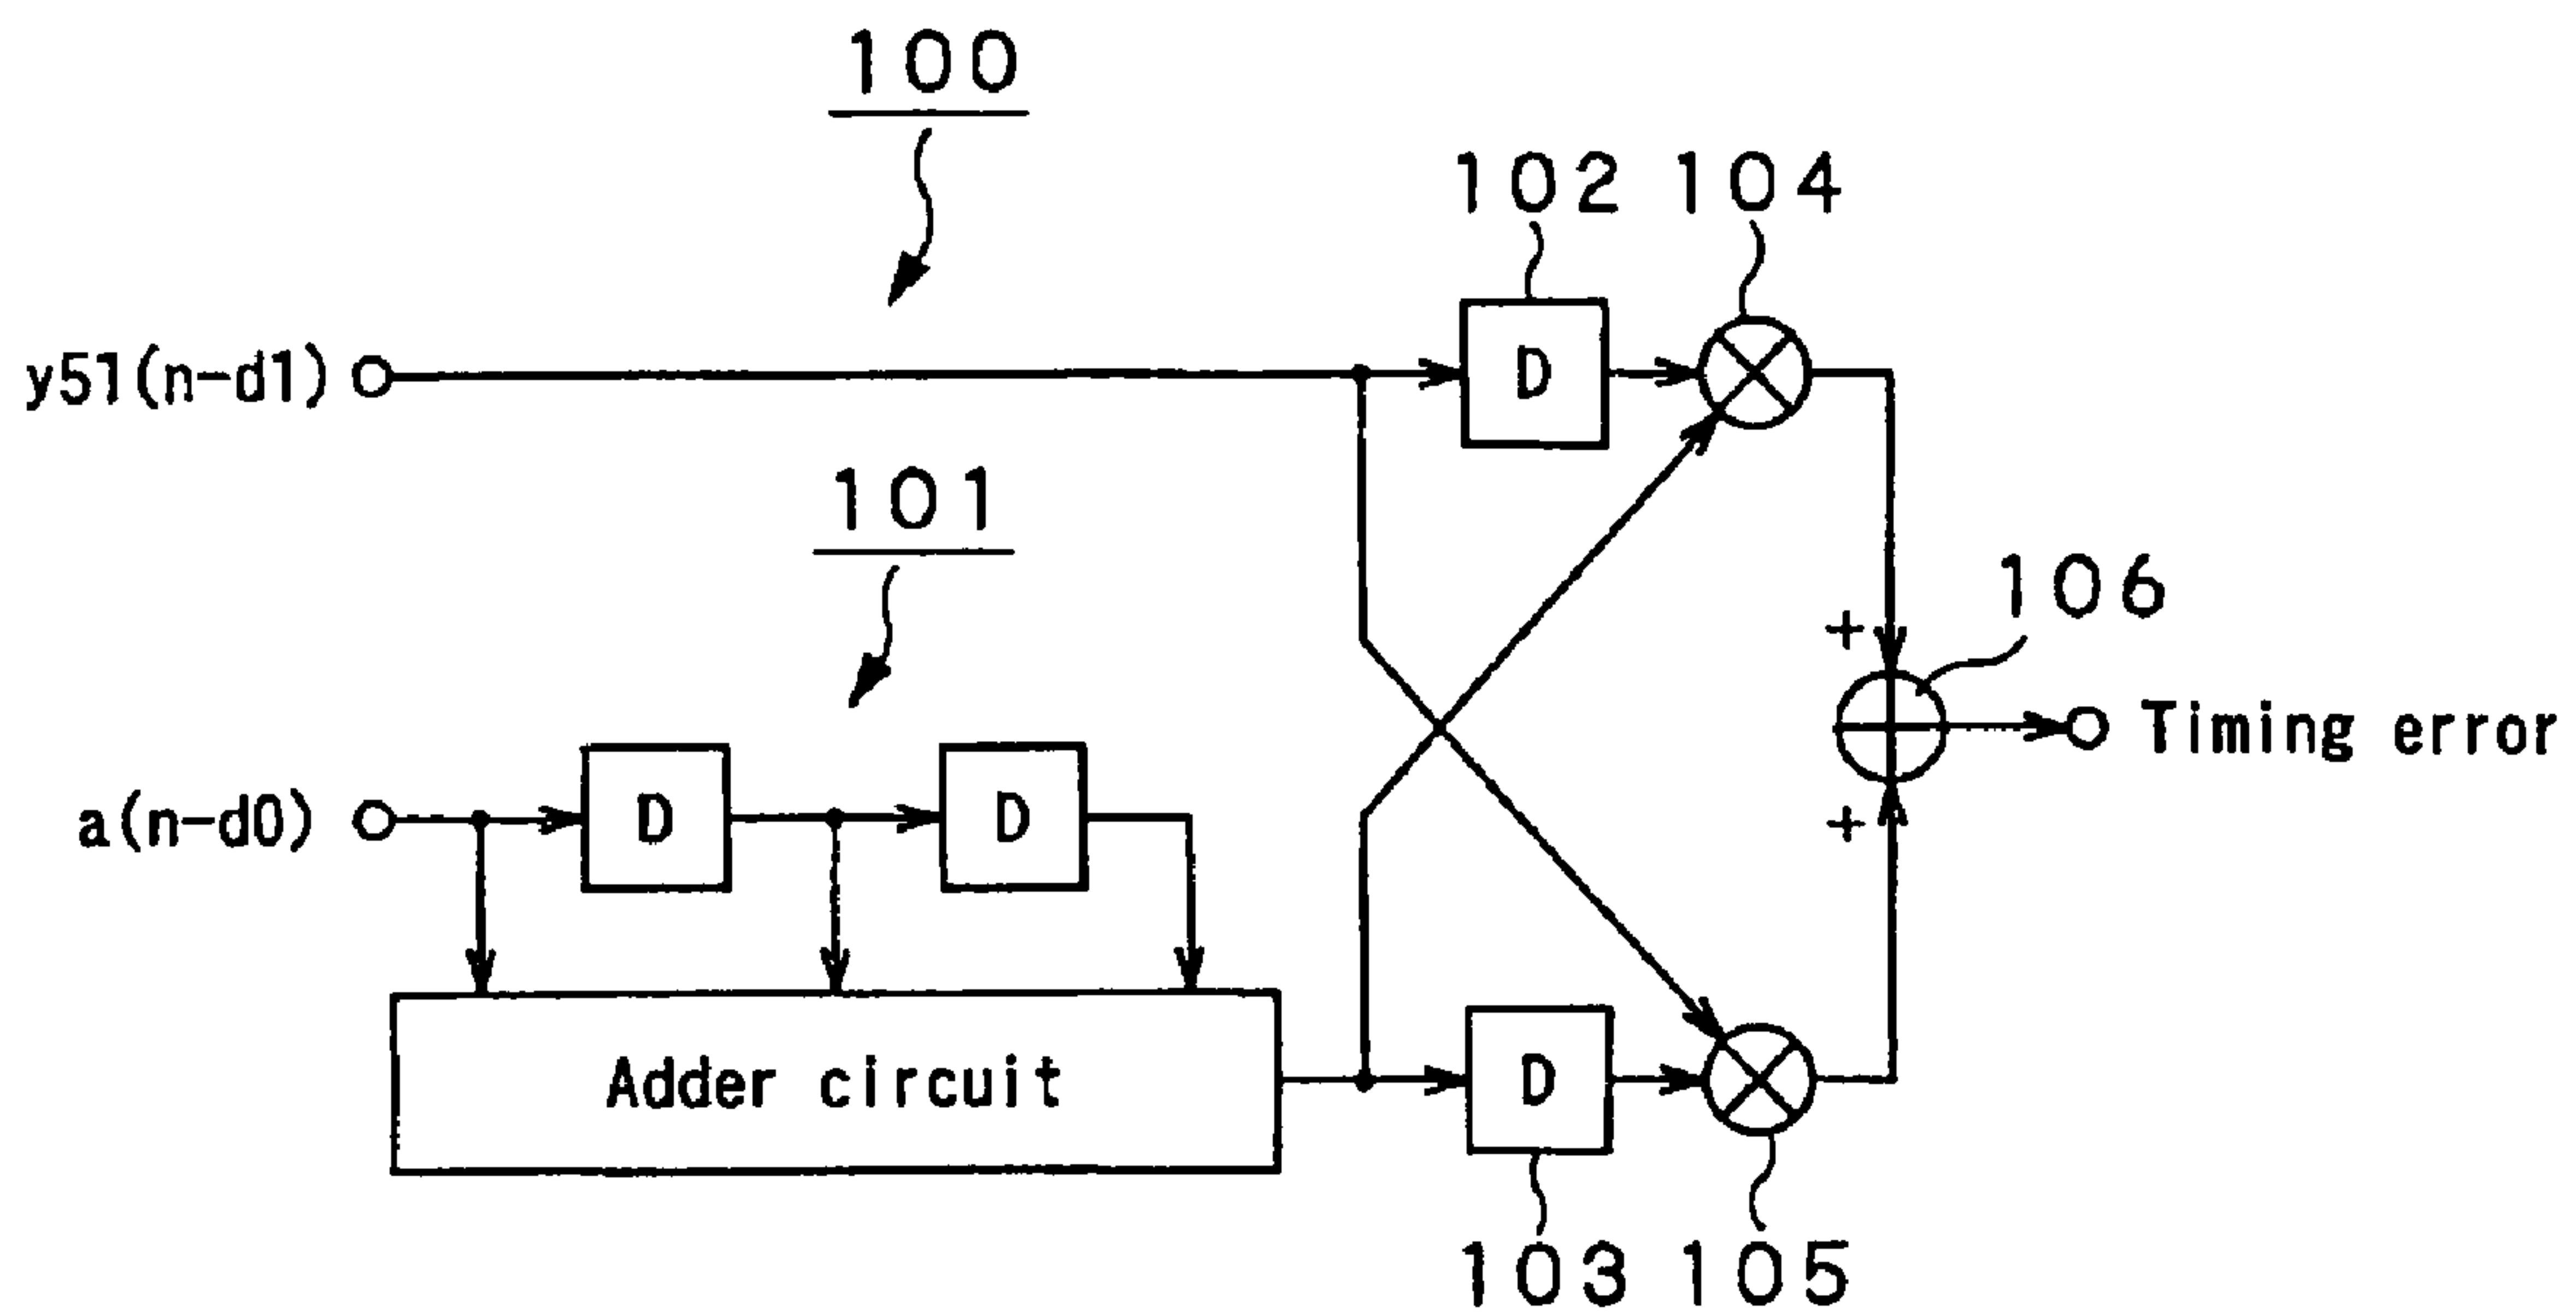 100
102 104
y51(n-d1)
D
101
106
+
Timing error
a(n-d0)
D D
+
Adder circuit
D
103 105